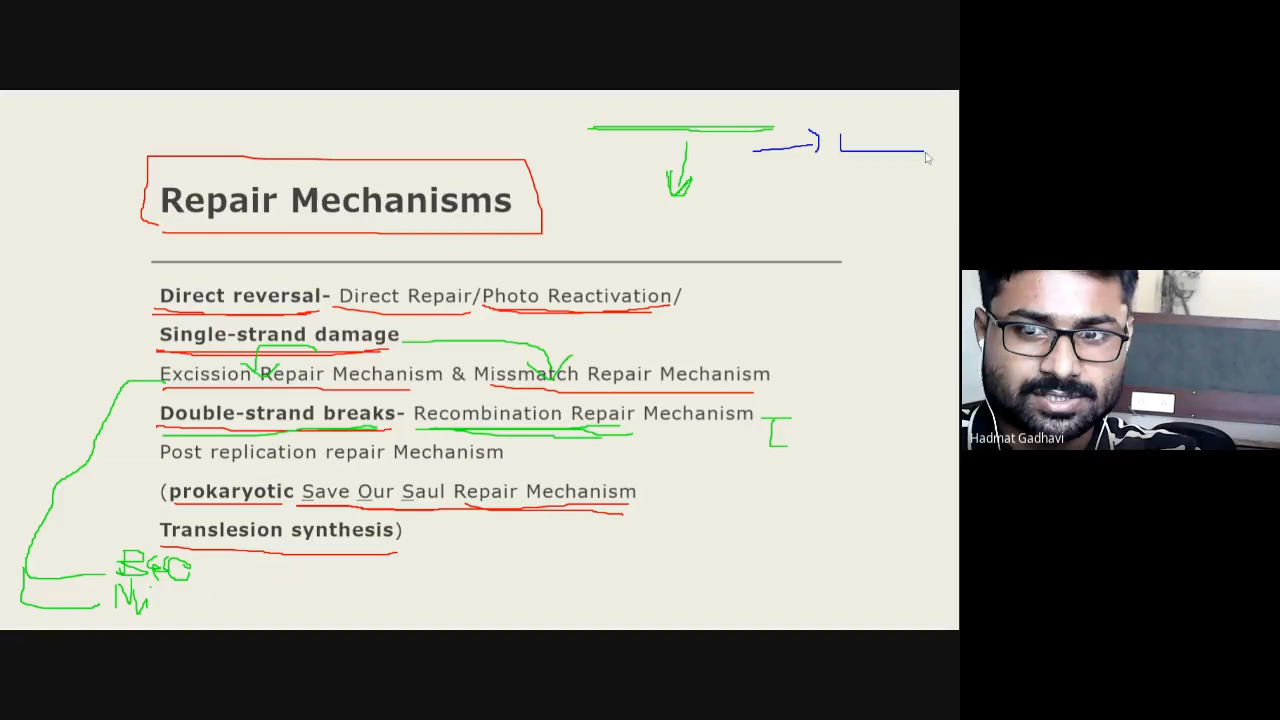 Repair Mechanisms
Direct reversal- Direct Repair/Photo Reactivation/
Single-strand damage
Excission Repair Mechanism & Missmatch Repair Mechanism
Double-strand breaks- Recombination Repair Mechanism
Post replication repair Mechanism
(prokaryotic Save Our Saul Repair Mechanism
Translesion synthesis)
Hadmat Gadhavi